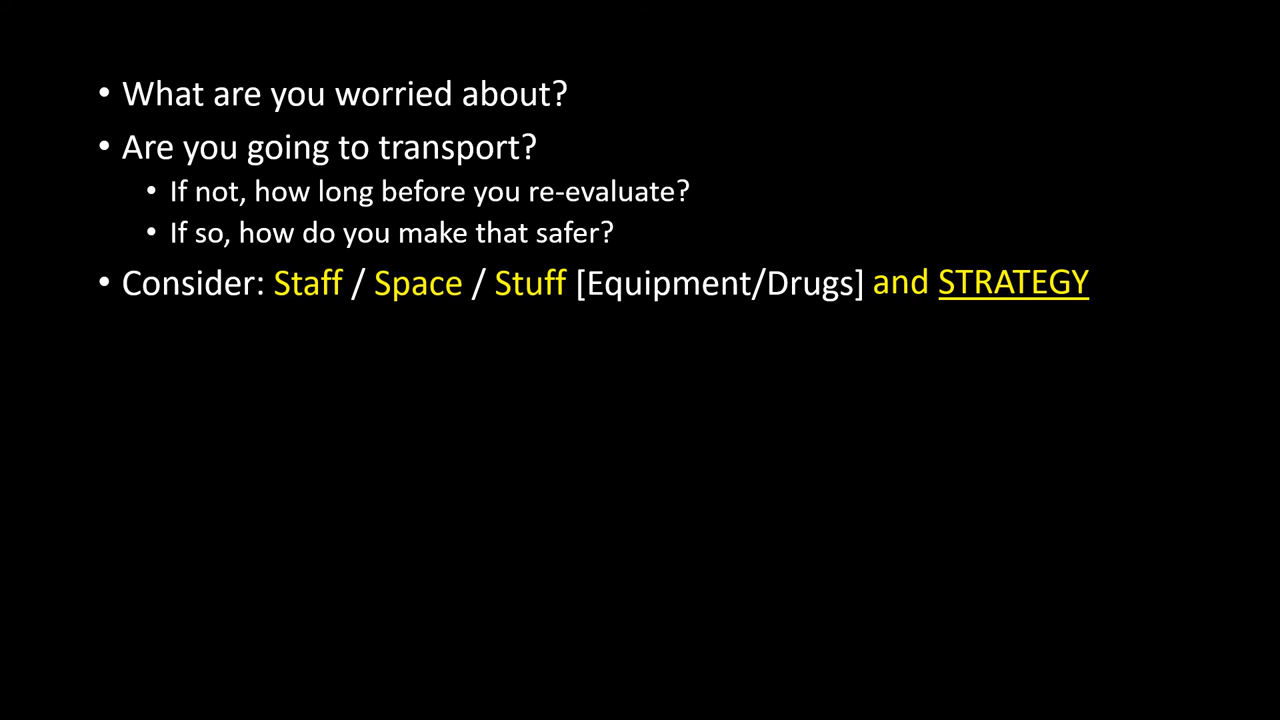 • What are you worried about?
• Are you going to transport?
• If not, how long before you re-evaluate?
• If so, how do you make that safer?
• Consider: Staff / Space / Stuff [Equipment/Drugs] and STRATEGY